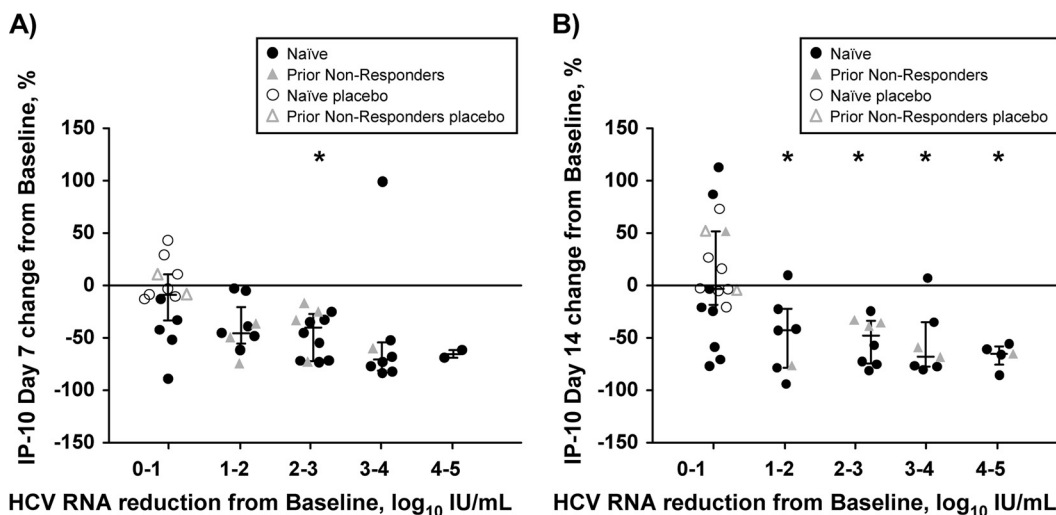 A)
Naïve
Prior Non-Responders
Naïve placebo
Prior Non-Responders placebo
IP-10 Day 7 change from Baseline, %
150
100
50
0
-50
-100
-150
*
0-1 1-2 2-3 3-4 4-5
HCV RNA reduction from Baseline, log₁₀ IU/mL
B)
Naïve
Prior Non-Responders
Naïve placebo
Prior Non-Responders placebo
IP-10 Day 14 change from Baseline, %
150
100
50
0
-50
-100
-150
* * * *
0-1 1-2 2-3 3-4 4-5
HCV RNA reduction from Baseline, log₁₀ IU/mL